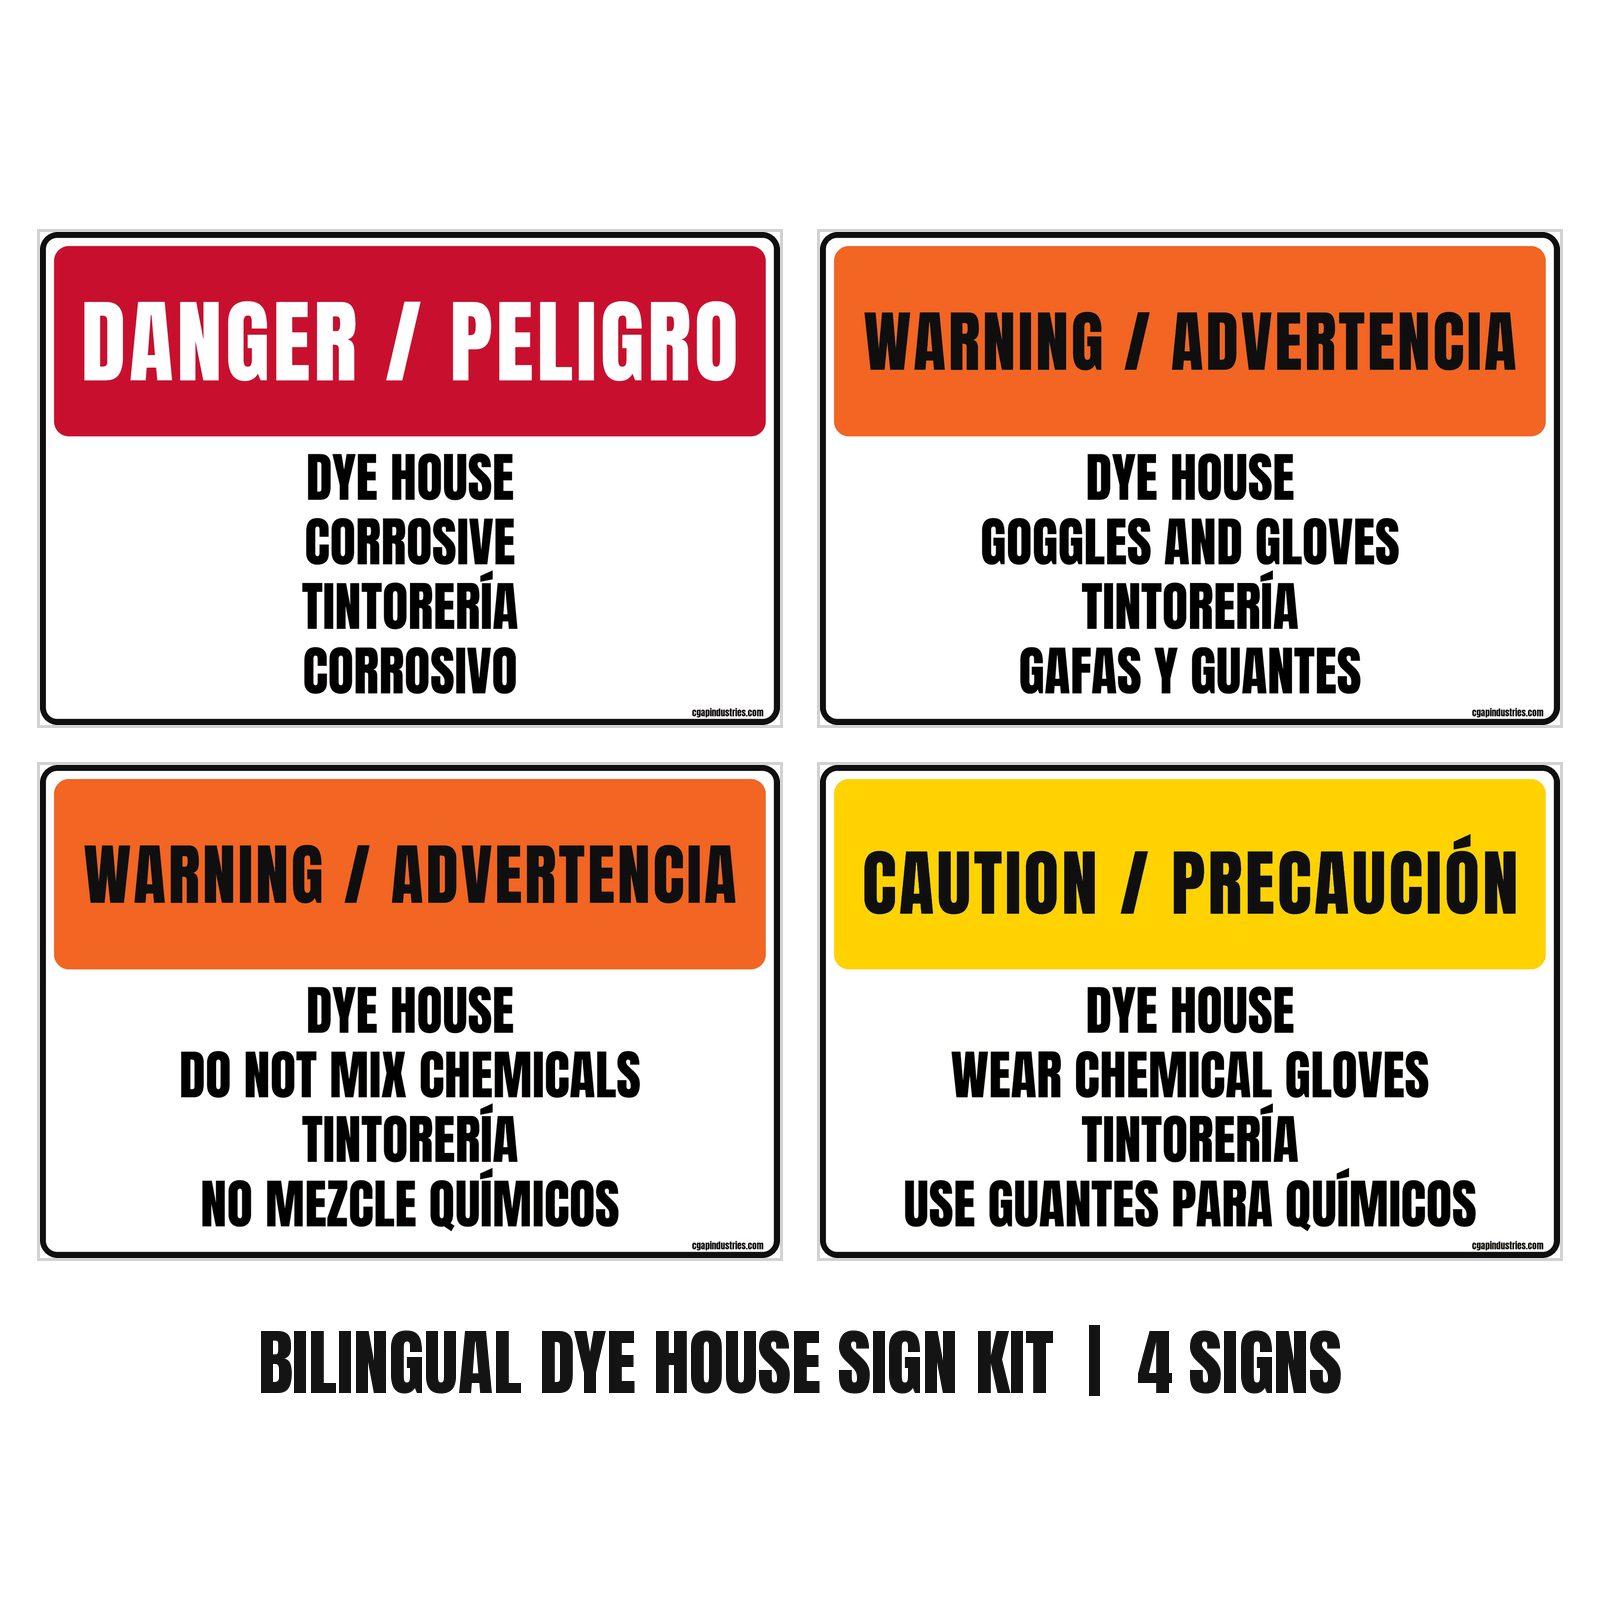 DANGER / PELIGRO
DYE HOUSE
CORROSIVE
TINTORERÍA
CORROSIVO
cgapindustries.com
WARNING / ADVERTENCIA
DYE HOUSE
GOGGLES AND GLOVES
TINTORERÍA
GAFAS Y GUANTES
cgapindustries.com
WARNING / ADVERTENCIA
DYE HOUSE
DO NOT MIX CHEMICALS
TINTORERÍA
NO MEZCLE QUÍMICOS
cgapindustries.com
CAUTION / PRECAUCIÓN
DYE HOUSE
WEAR CHEMICAL GLOVES
TINTORERÍA
USE GUANTES PARA QUÍMICOS
cgapindustries.com
BILINGUAL DYE HOUSE SIGN KIT | 4 SIGNS